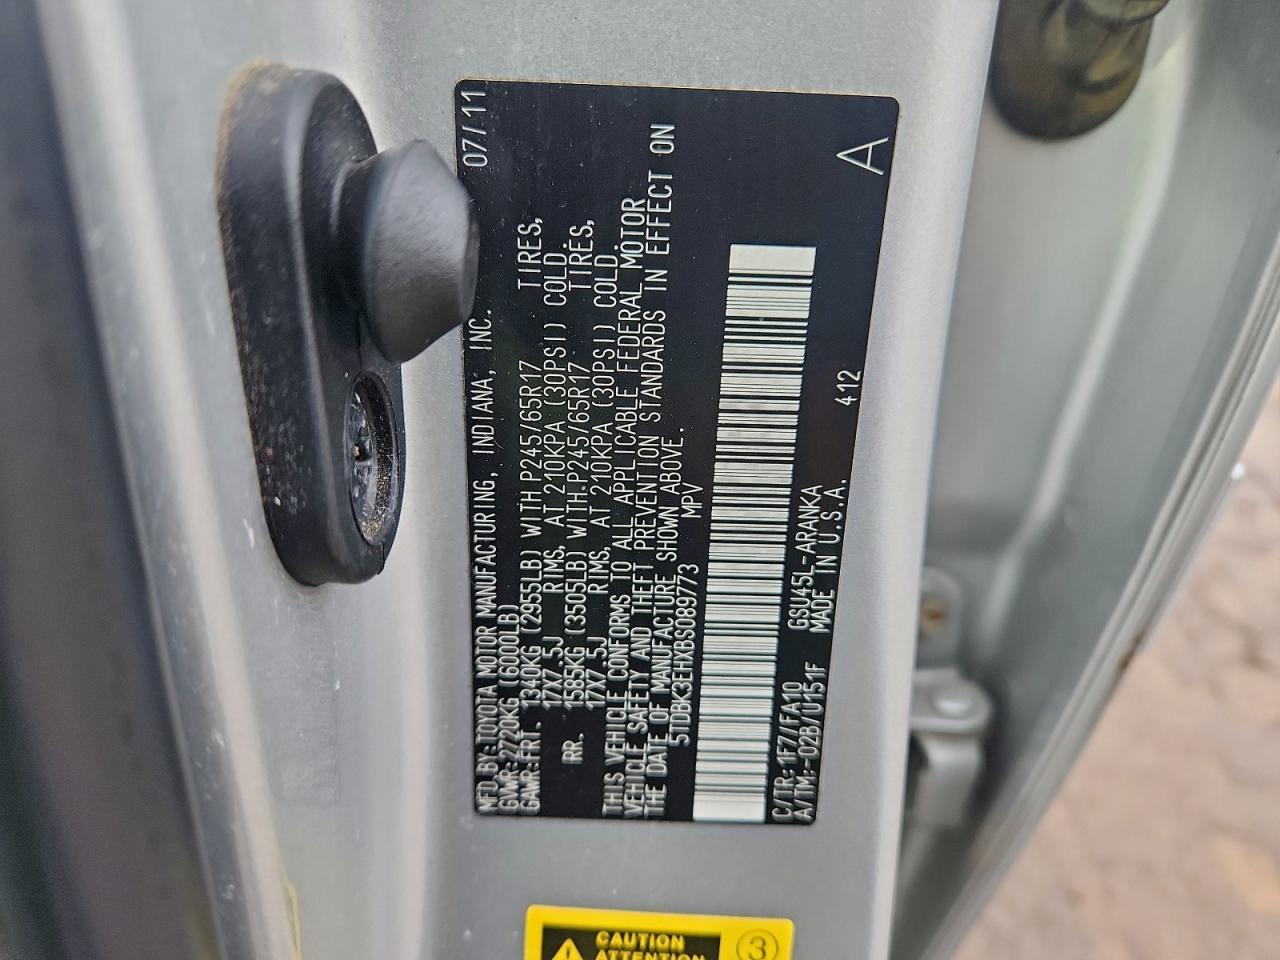 MFD. BY: TOYOTA MOTOR MANUFACTURING, INDIANA, INC. 07/11
GVWR: 2720KG (6000LB)
GAWR: FRT. 1340KG (2955LB) WITH P245/65R17 TIRES,
17X7.5J RIMS, AT 210KPA (30PSI) COLD.
RR. 1585KG (3505LB) WITH P245/65R17 TIRES,
17X7.5J RIMS, AT 210KPA (30PSI) COLD.
THIS VEHICLE CONFORMS TO ALL APPLICABLE FEDERAL MOTOR
VEHICLE SAFETY AND THEFT PREVENTION STANDARDS IN EFFECT ON
THE DATE OF MANUFACTURE SHOWN ABOVE.
5TDBK3EHXBS089773 MPV
C/TR: 1F7/FA10 GSU45L-ARANKA
A/TM: -02B/U151F MADE IN U.S.A. 412
A
CAUTION
ATTENTION
3